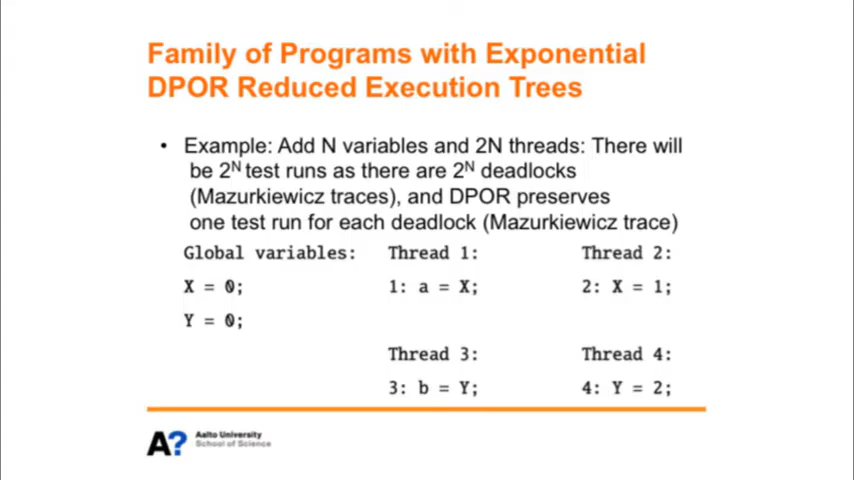 Family of Programs with Exponential
DPOR Reduced Execution Trees
• Example: Add N variables and 2N threads: There will
be 2^N test runs as there are 2^N deadlocks
(Mazurkiewicz traces), and DPOR preserves
one test run for each deadlock (Mazurkiewicz trace)
Global variables: Thread 1: Thread 2:
X = 0; 1: a = X; 2: X = 1;
Y = 0;
Thread 3: Thread 4:
3: b = Y; 4: Y = 2;
A? Aalto University
School of Science